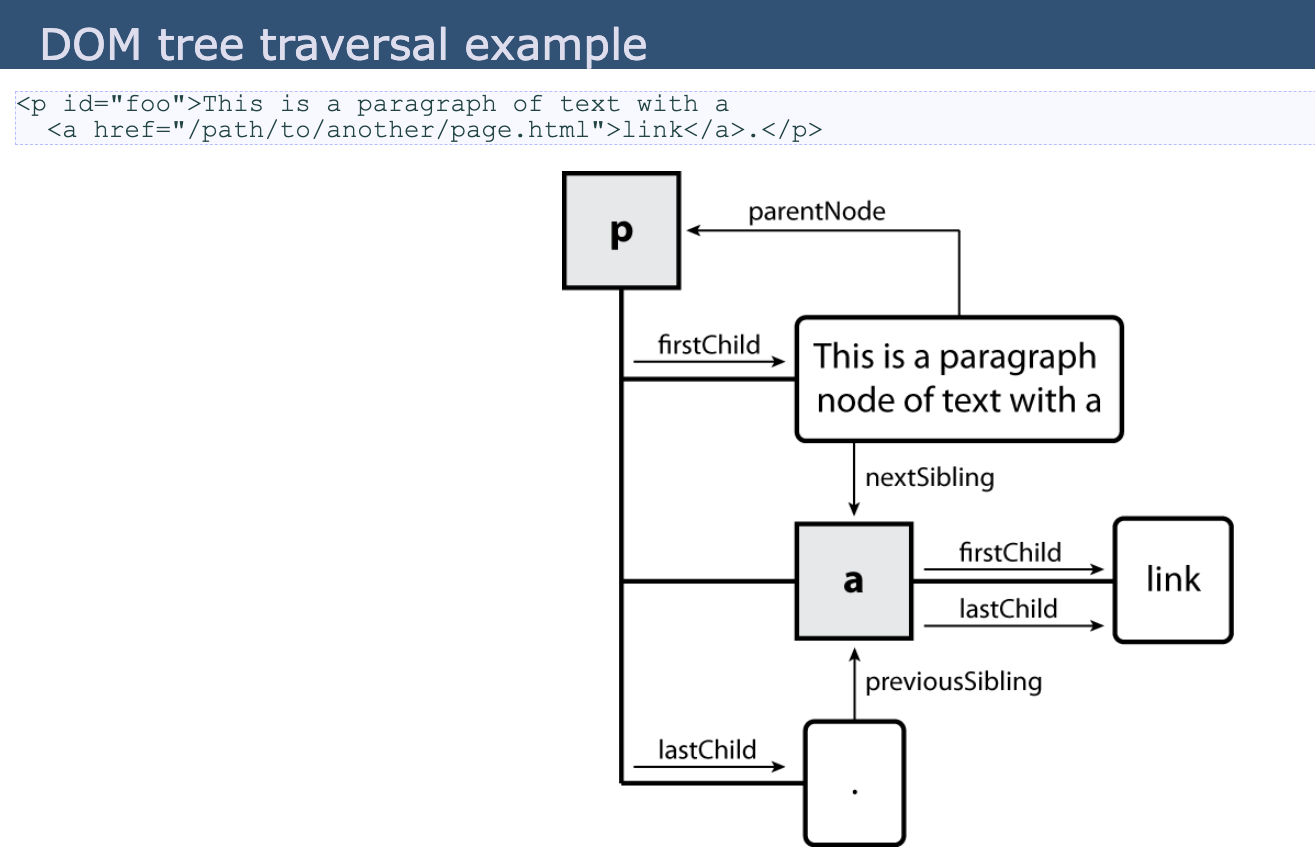 DOM tree traversal example
<p id="foo">This is a paragraph of text with a
<a href="/path/to/another/page.html">link</a>.</p>
p
parentNode
firstChild
This is a paragraph
node of text with a
nextSibling
a
firstChild
link
lastChild
previousSibling
lastChild
.